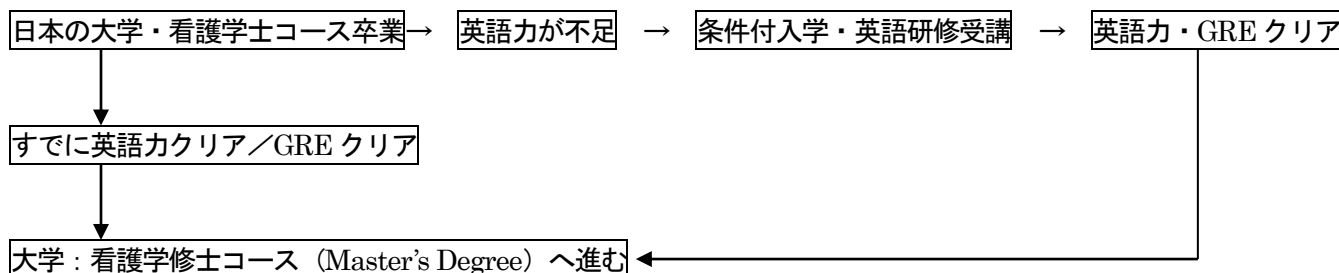 日本の大学・看護学士コース卒業→ 英語力が不足 → 条件付入学・英語研修受講 → 英語力・GRE クリア
すでに英語力クリア／GRE クリア
大学：看護学修士コース（Master's Degree）へ進む